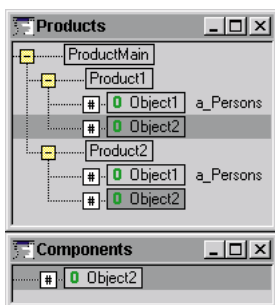 Products
ProductMain
Product1
# 0 Object1 a_Persons
# 0 Object2
Product2
# 0 Object1 a_Persons
# 0 Object2
Components
# 0 Object2